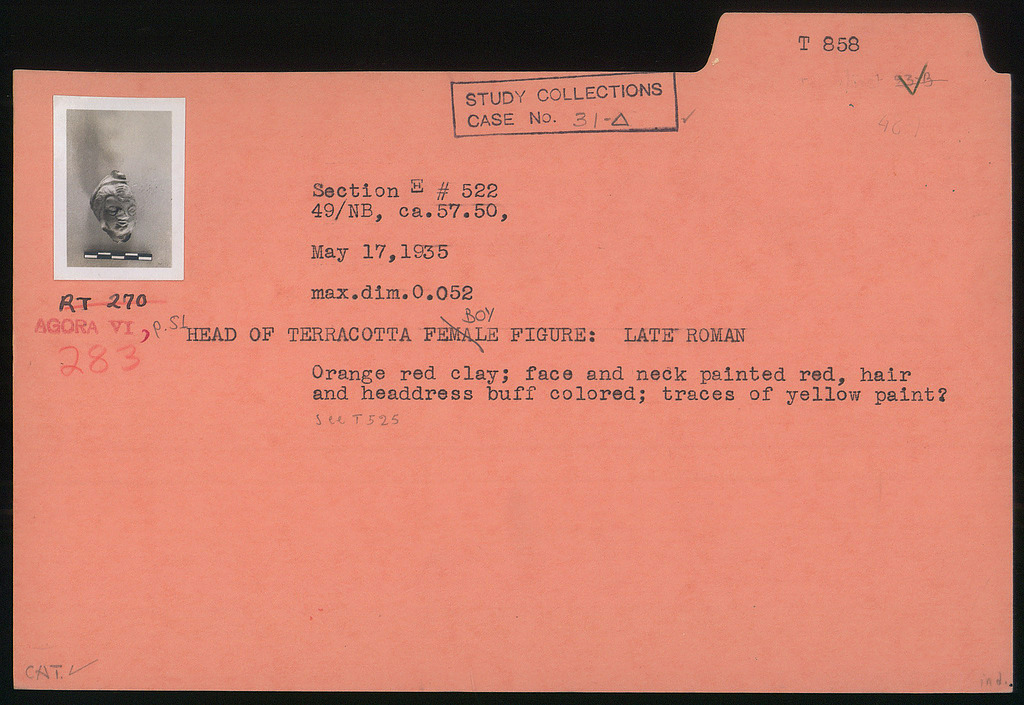 T 858
93-B
STUDY COLLECTIONS
CASE No. 31-Δ
Section H # 522
49/NB, ca.57.50,
May 17,1935
max.dim.0.052
RT 270
AGORA VI, p.51
283
BOY
HEAD OF TERRACOTTA FEMALE FIGURE: LATE ROMAN
Orange red clay; face and neck painted red, hair
and headdress buff colored; traces of yellow paint?
See T525
CAT. ✓
ind.